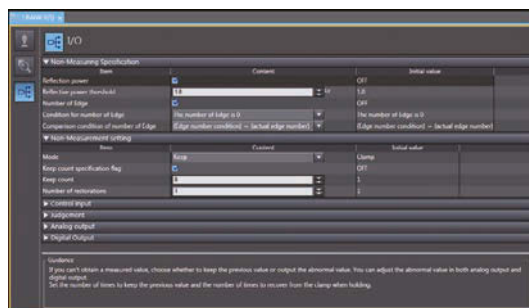 I/O
Non-Measuring Specification
Item Content Initial value
Reflection power OFF
Reflective power threshold 1.8 1.8
Number of Edge OFF
Condition for number of Edge The number of Edge is 0 The number of Edge is 0
Comparison condition of number of Edge (Edge number condition) (actual edge number) (Edge number condition) (actual edge number)
Non-Measurement Setting
Item Content Initial value
Mode Keep Clamp
Keep count specification flag OFF
Keep count 1
Number of restorations 1
Control input
Judgement
Analog output
Digital Output
Guidance
If you can't obtain a measured value, choose whether to keep the previous value or output the abnormal value. You can adjust the abnormal value in both analog output and
digital output.
Set the number of times to keep the previous value and the number of times to recover from the clamp when holding.